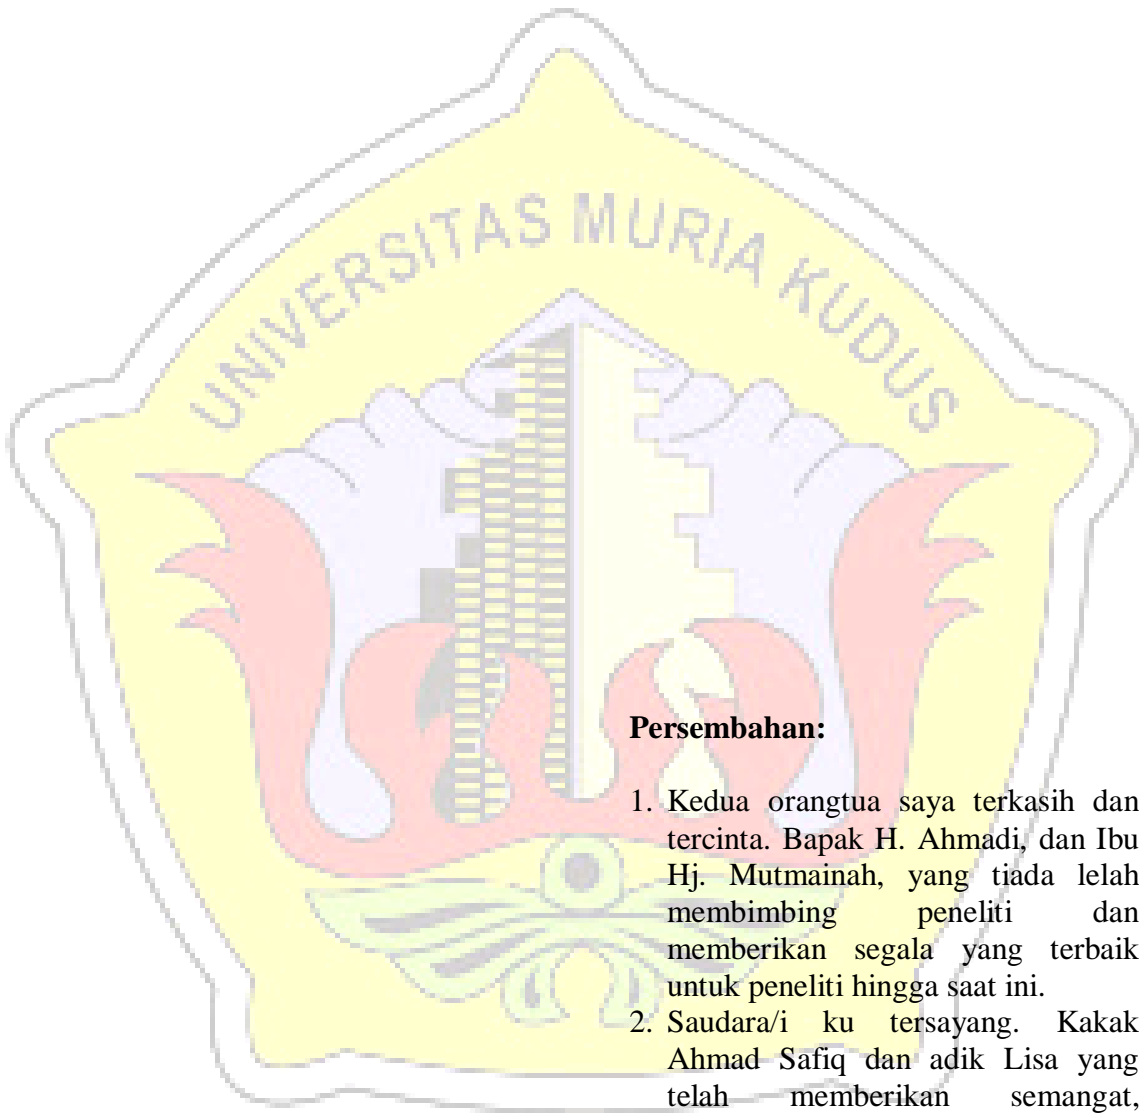 UNIVERSITAS MURIA KUDUS
Persembahan:
1. Kedua orangtua saya terkasih dan
tercinta. Bapak H. Ahmadi, dan Ibu
Hj. Mutmainah, yang tiada lelah
membimbing peneliti dan
memberikan segala yang terbaik
untuk peneliti hingga saat ini.
2. Saudara/i ku tersayang. Kakak
Ahmad Safiq dan adik Lisa yang
telah memberikan semangat,